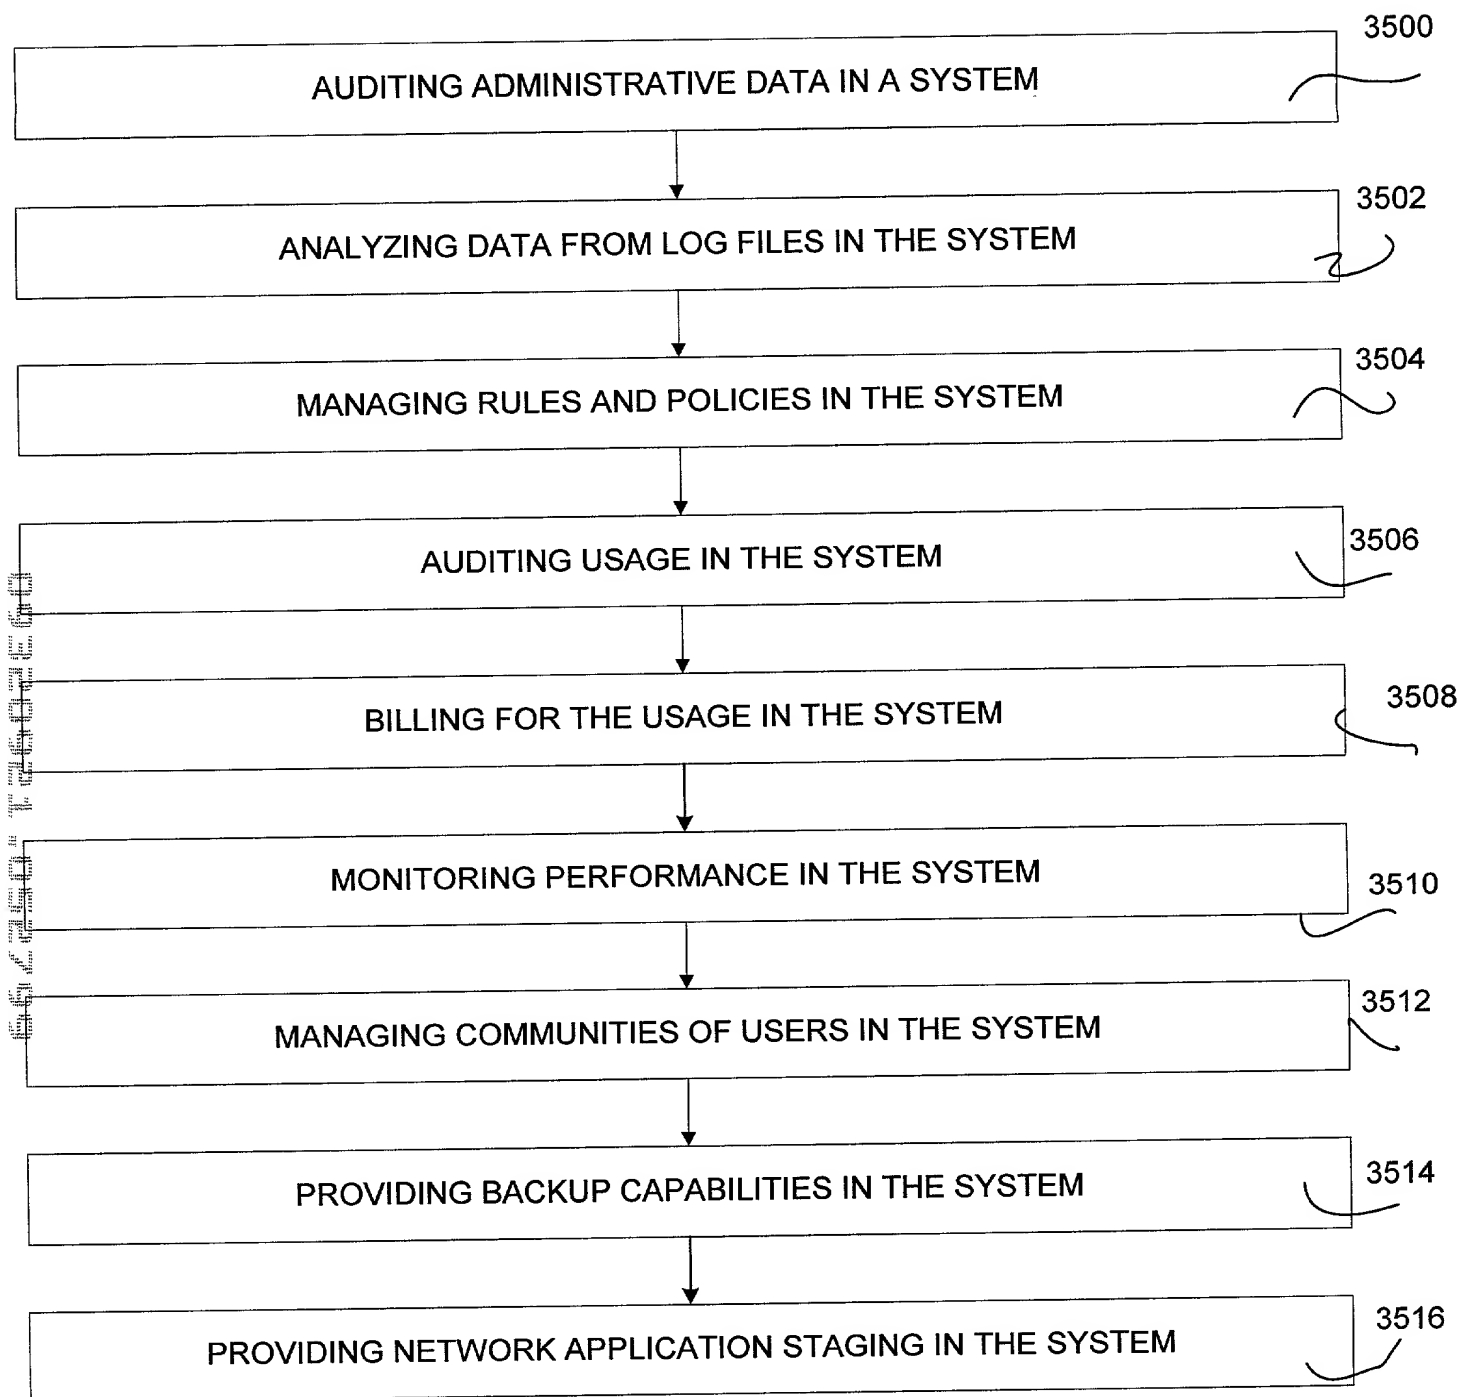 3500
AUDITING ADMINISTRATIVE DATA IN A SYSTEM
3502
ANALYZING DATA FROM LOG FILES IN THE SYSTEM
3504
MANAGING RULES AND POLICIES IN THE SYSTEM
3506
AUDITING USAGE IN THE SYSTEM
3508
BILLING FOR THE USAGE IN THE SYSTEM
3510
MONITORING PERFORMANCE IN THE SYSTEM
3512
MANAGING COMMUNITIES OF USERS IN THE SYSTEM
3514
PROVIDING BACKUP CAPABILITIES IN THE SYSTEM
3516
PROVIDING NETWORK APPLICATION STAGING IN THE SYSTEM